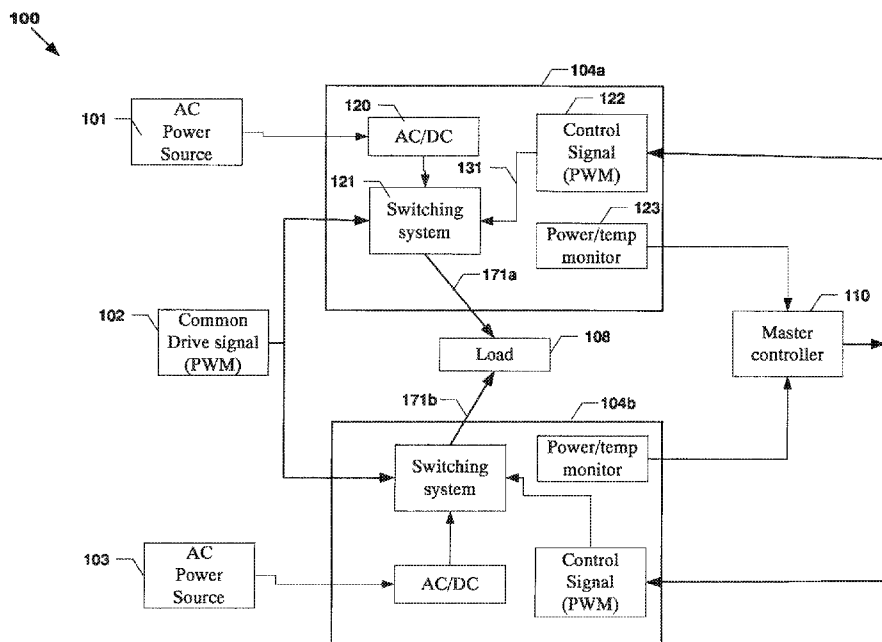 100
104a
101
AC
Power
Source
120
AC/DC
122
Control
Signal
(PWM)
131
121
Switching
system
123
Power/temp
monitor
171a
102
Common
Drive signal
(PWM)
108
Load
110
Master
controller
171b
104b
Switching
system
Power/temp
monitor
103
AC
Power
Source
AC/DC
Control
Signal
(PWM)